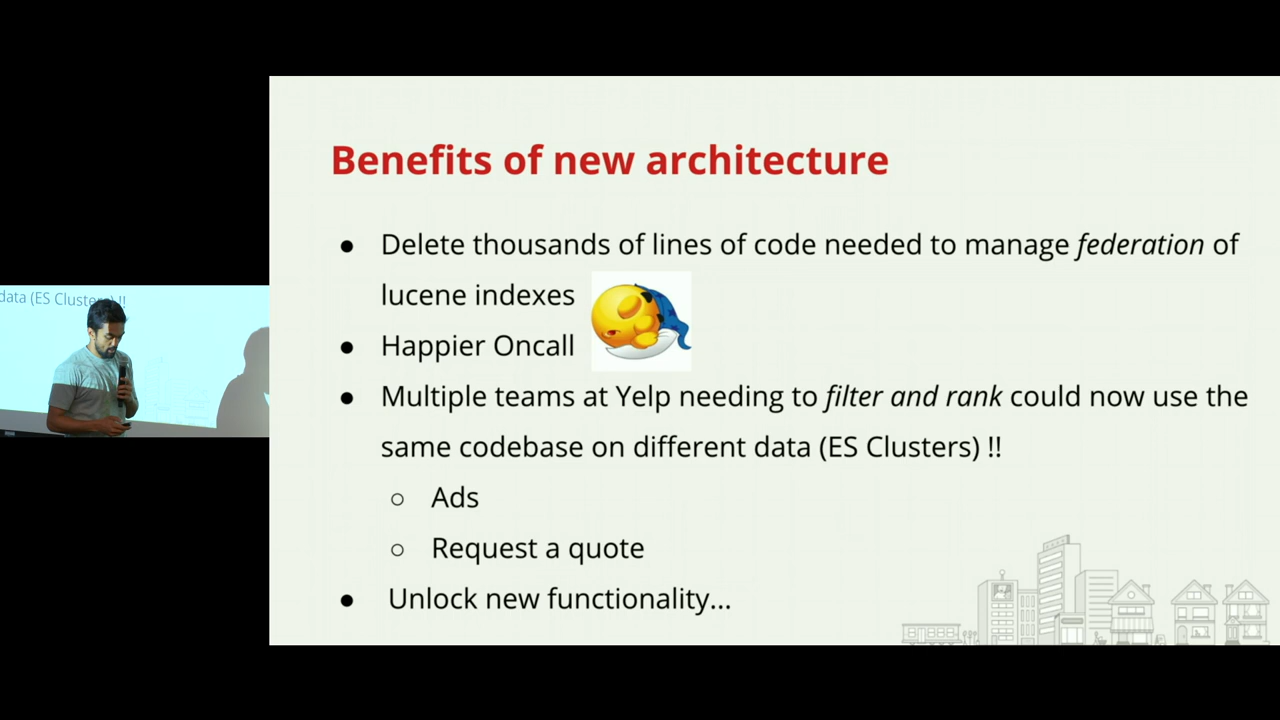 Benefits of new architecture
● Delete thousands of lines of code needed to manage federation of
lucene indexes
● Happier Oncall
● Multiple teams at Yelp needing to filter and rank could now use the
same codebase on different data (ES Clusters) !!
○ Ads
○ Request a quote
● Unlock new functionality...
data (ES Clusters) !!